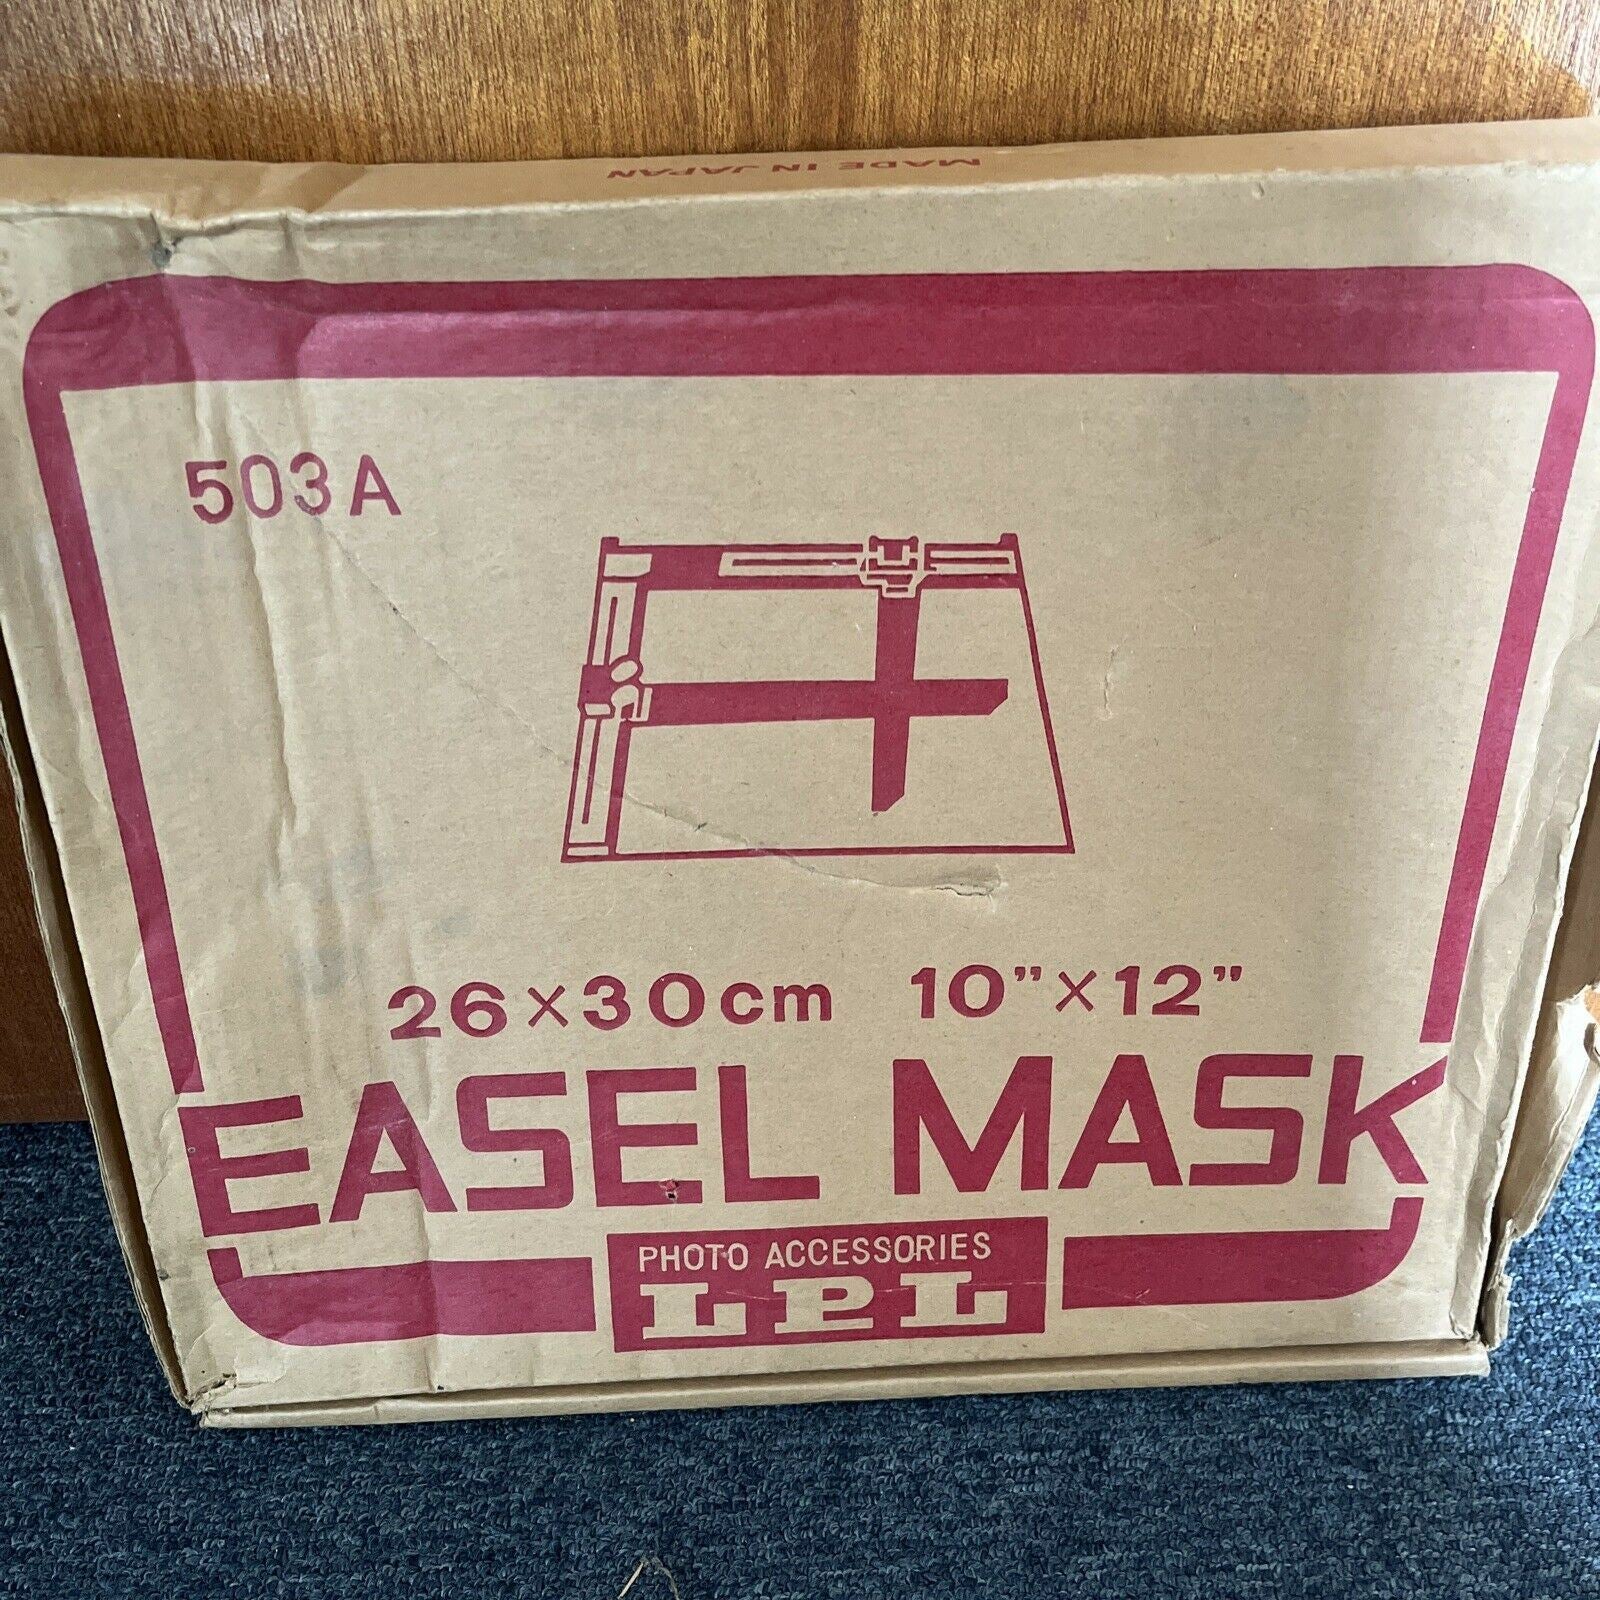 MADE IN JAPAN
503A
26×30cm 10"×12"
EASEL MASK
PHOTO ACCESSORIES
LPL